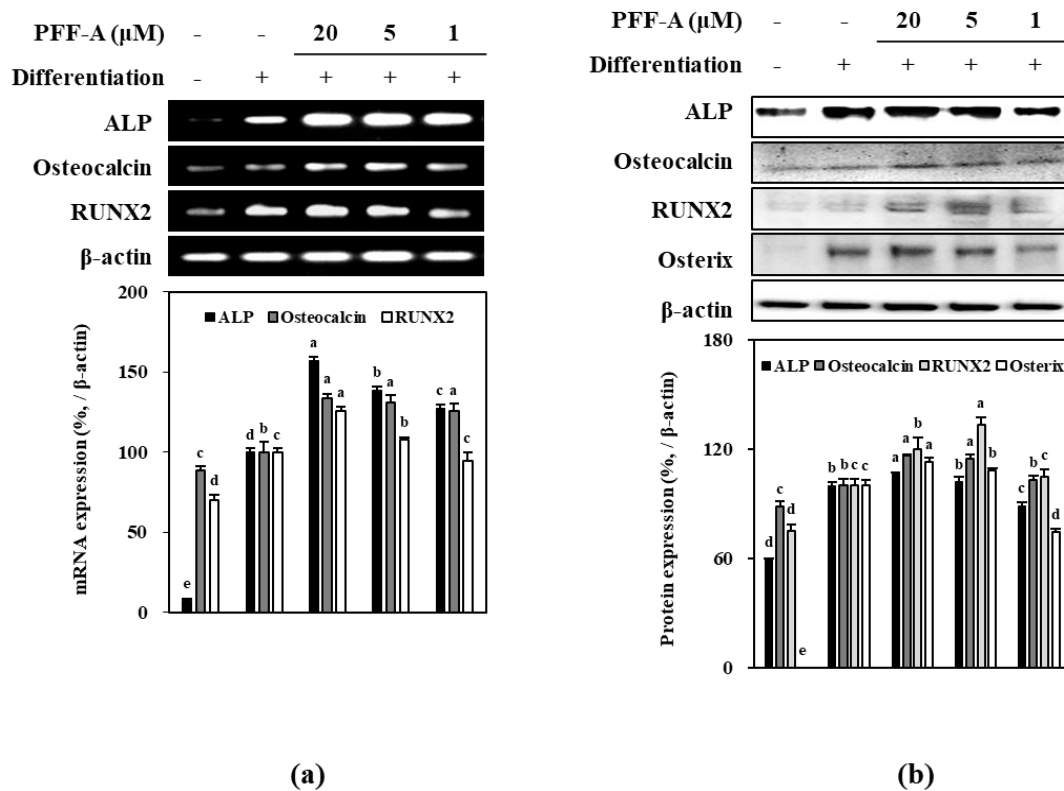 PFF-A (μM) - - 20 5 1
Differentiation - + + + +
ALP
Osteocalcin
RUNX2
β-actin
200
ALP Osteocalcin RUNX2
150
100
50
0
mRNA expression (%, / β-actin)
e c d
d b c
a a a
b a b
c a c
(a)
PFF-A (μM) - - 20 5 1
Differentiation - + + + +
ALP
Osteocalcin
RUNX2
Osterix
β-actin
180
ALP Osteocalcin RUNX2 Osterix
120
60
0
Protein expression (%, / β-actin)
d c d e
b b c c
a a b a
b a a b
c b c d
(b)